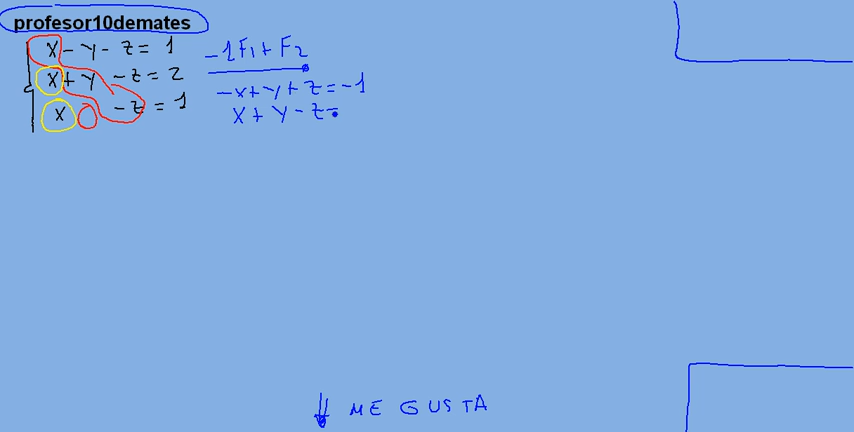 profesor10demates
x - y - z = 1
x + y - z = 2
x - z = 1
-1F1 + F2
-x + y + z = -1
x + y - z =
ME GUSTA